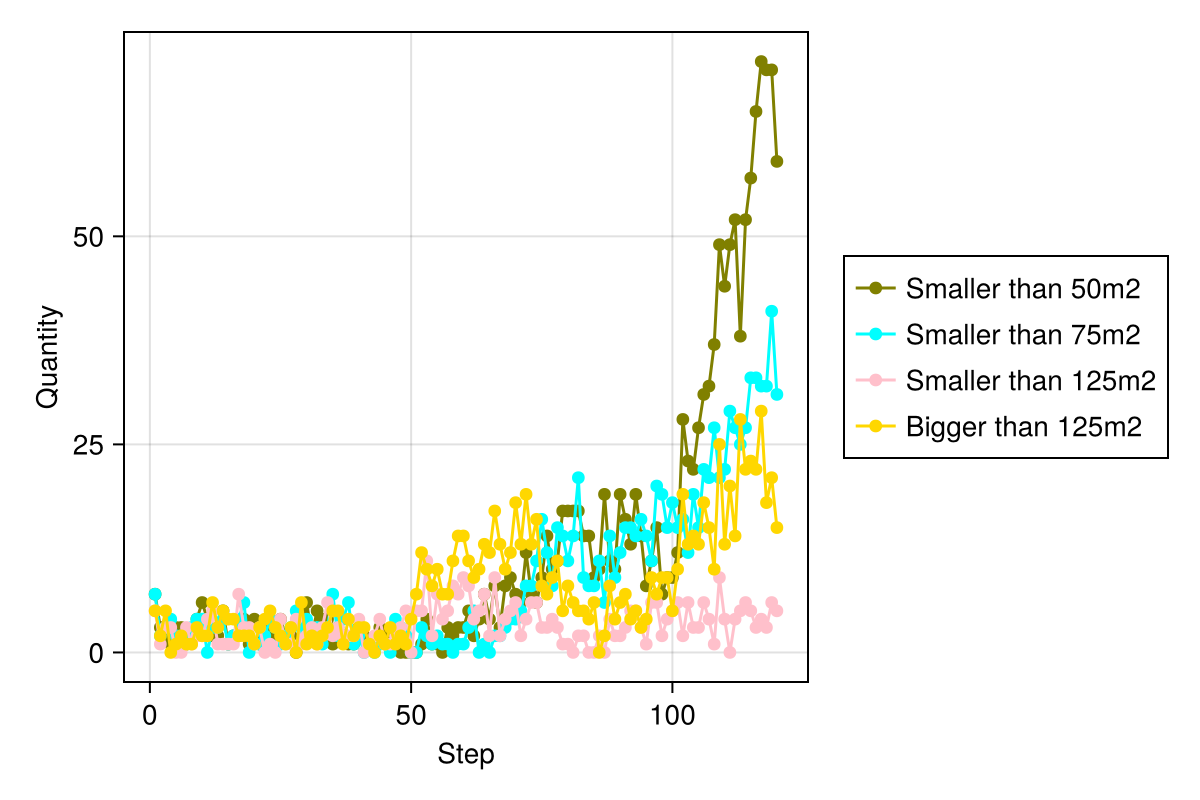 50
25
0
0
50
100
Quantity
Step
Smaller than 50m2
Smaller than 75m2
Smaller than 125m2
Bigger than 125m2